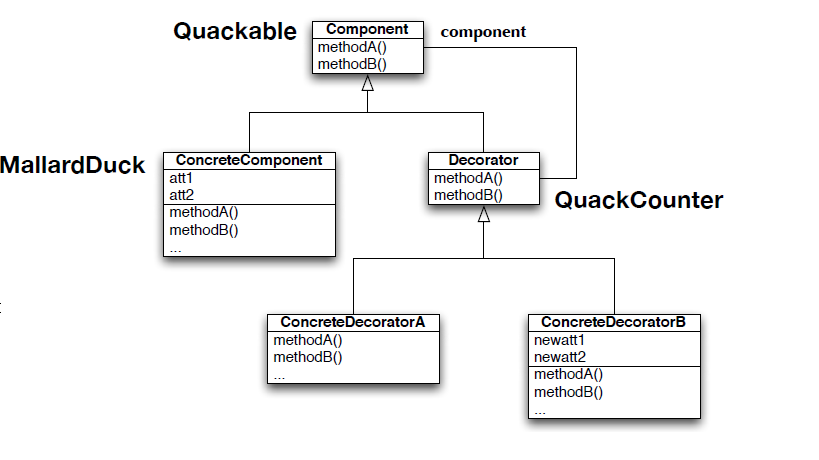 Quackable
Component
component
methodA()
methodB()
MallardDuck
ConcreteComponent
att1
att2
methodA()
methodB()
...
Decorator
methodA()
methodB()
QuackCounter
ConcreteDecoratorA
methodA()
methodB()
...
ConcreteDecoratorB
newatt1
newatt2
methodA()
methodB()
...